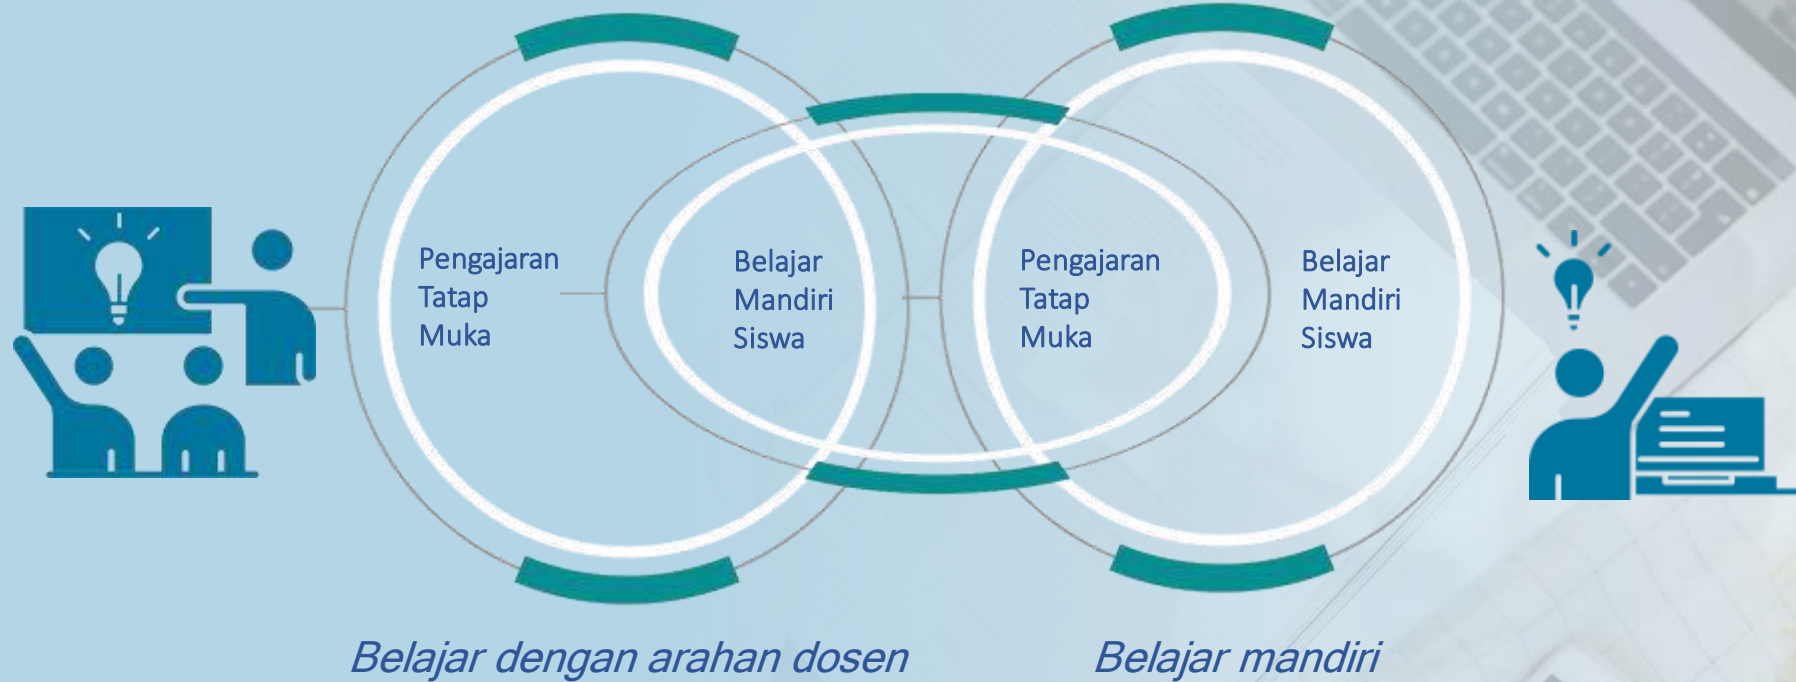 Pengajaran
Tatap
Muka
Belajar
Mandiri
Siswa
Pengajaran
Tatap
Muka
Belajar
Mandiri
Siswa
Belajar dengan arahan dosen
Belajar mandiri